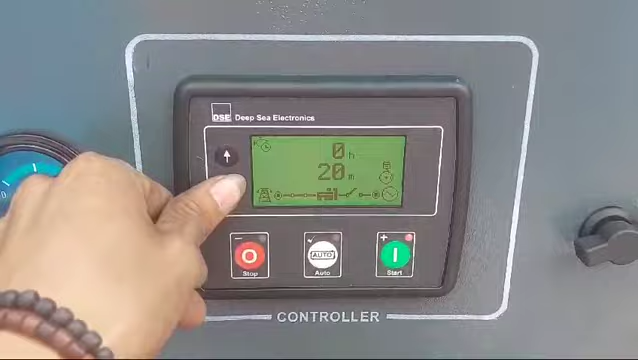 DSE Deep Sea Electronics
0 h
20 m
− Stop
AUTO
Auto
+ Start
CONTROLLER